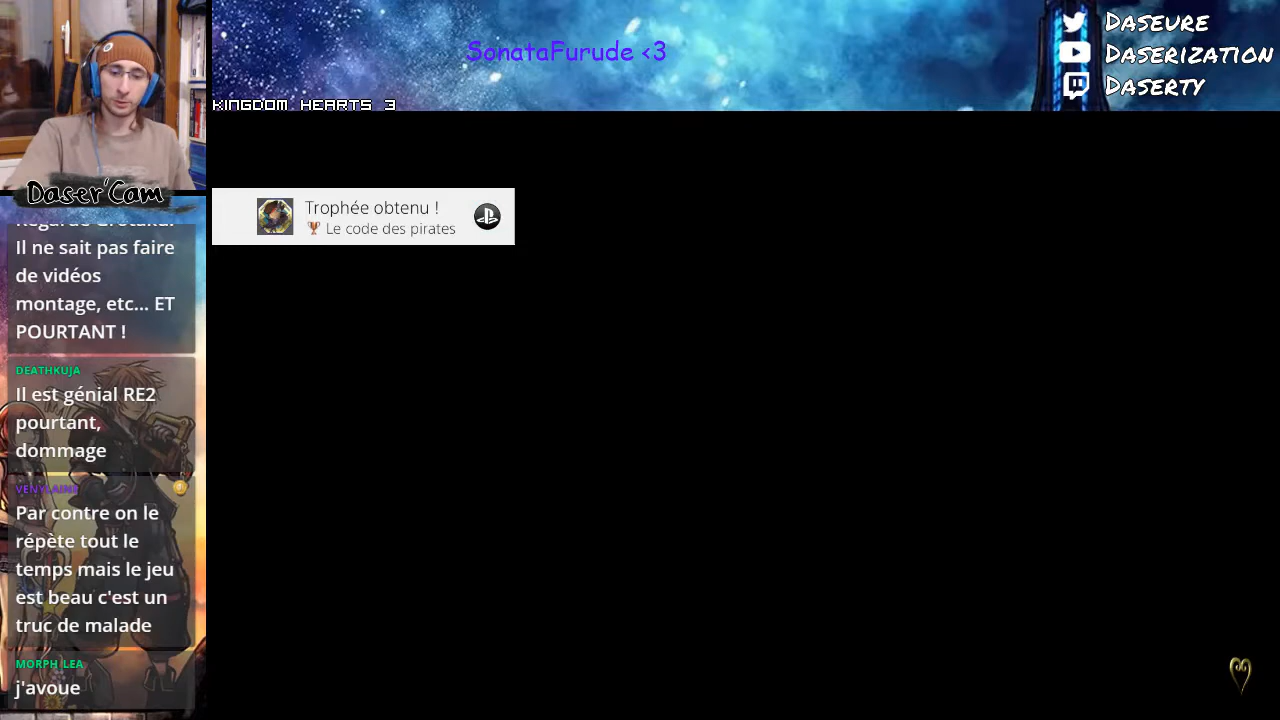 SonataFurude <3
KINGDOM HEARTS 3
Daseure
Daserization
Daserty
Daser'Cam
Trophée obtenu !
Le code des pirates
Il ne sait pas faire
de vidéos
montage, etc... ET
POURTANT !
DEATHKUJA
Il est génial RE2
pourtant,
dommage
VENYLAINE
Par contre on le
répète tout le
temps mais le jeu
est beau c'est un
truc de malade
MORPH LEA
j'avoue